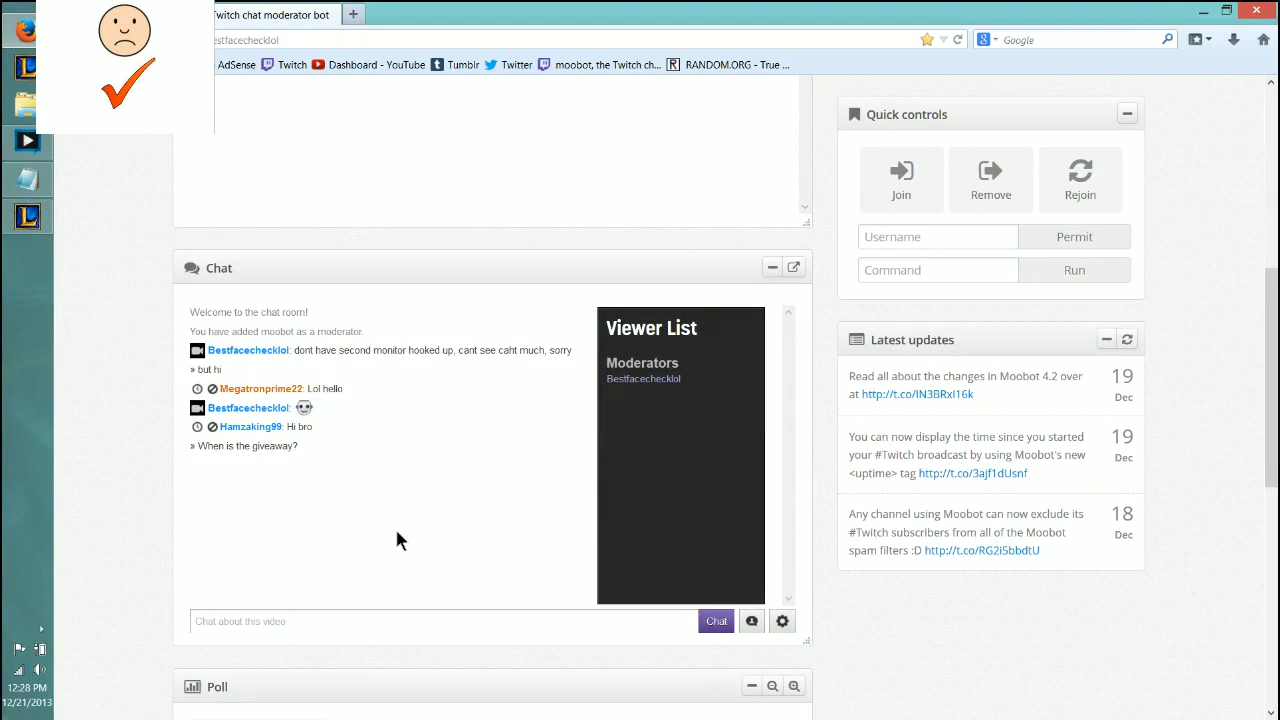 Twitch chat moderator bot
estfacechecklol
Google
AdSense Twitch Dashboard - YouTube Tumblr Twitter moobot, the Twitch ch... RANDOM.ORG - True ...
Quick controls
Join Remove Rejoin
Username Permit
Command Run
Chat
Welcome to the chat room!
You have added moobot as a moderator.
Bestfacechecklol: dont have second monitor hooked up, cant see caht much, sorry
» but hi
Megatronprime22: Lol hello
Bestfacechecklol:
Hamzaking99: Hi bro
» When is the giveaway?
Viewer List
Moderators
Bestfacechecklol
Chat about this video
Chat
Latest updates
Read all about the changes in Moobot 4.2 over
at http://t.co/lN3BRxI16k
19
Dec
You can now display the time since you started
your #Twitch broadcast by using Moobot's new
<uptime> tag http://t.co/3ajf1dUsnf
19
Dec
Any channel using Moobot can now exclude its
#Twitch subscribers from all of the Moobot
spam filters :D http://t.co/RG2i5bbdtU
18
Dec
Poll
12:28 PM
12/21/2013